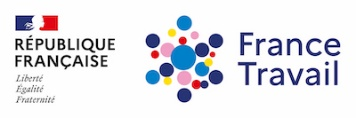 RÉPUBLIQUE
FRANÇAISE
Liberté
Égalité
Fraternité
France
Travail